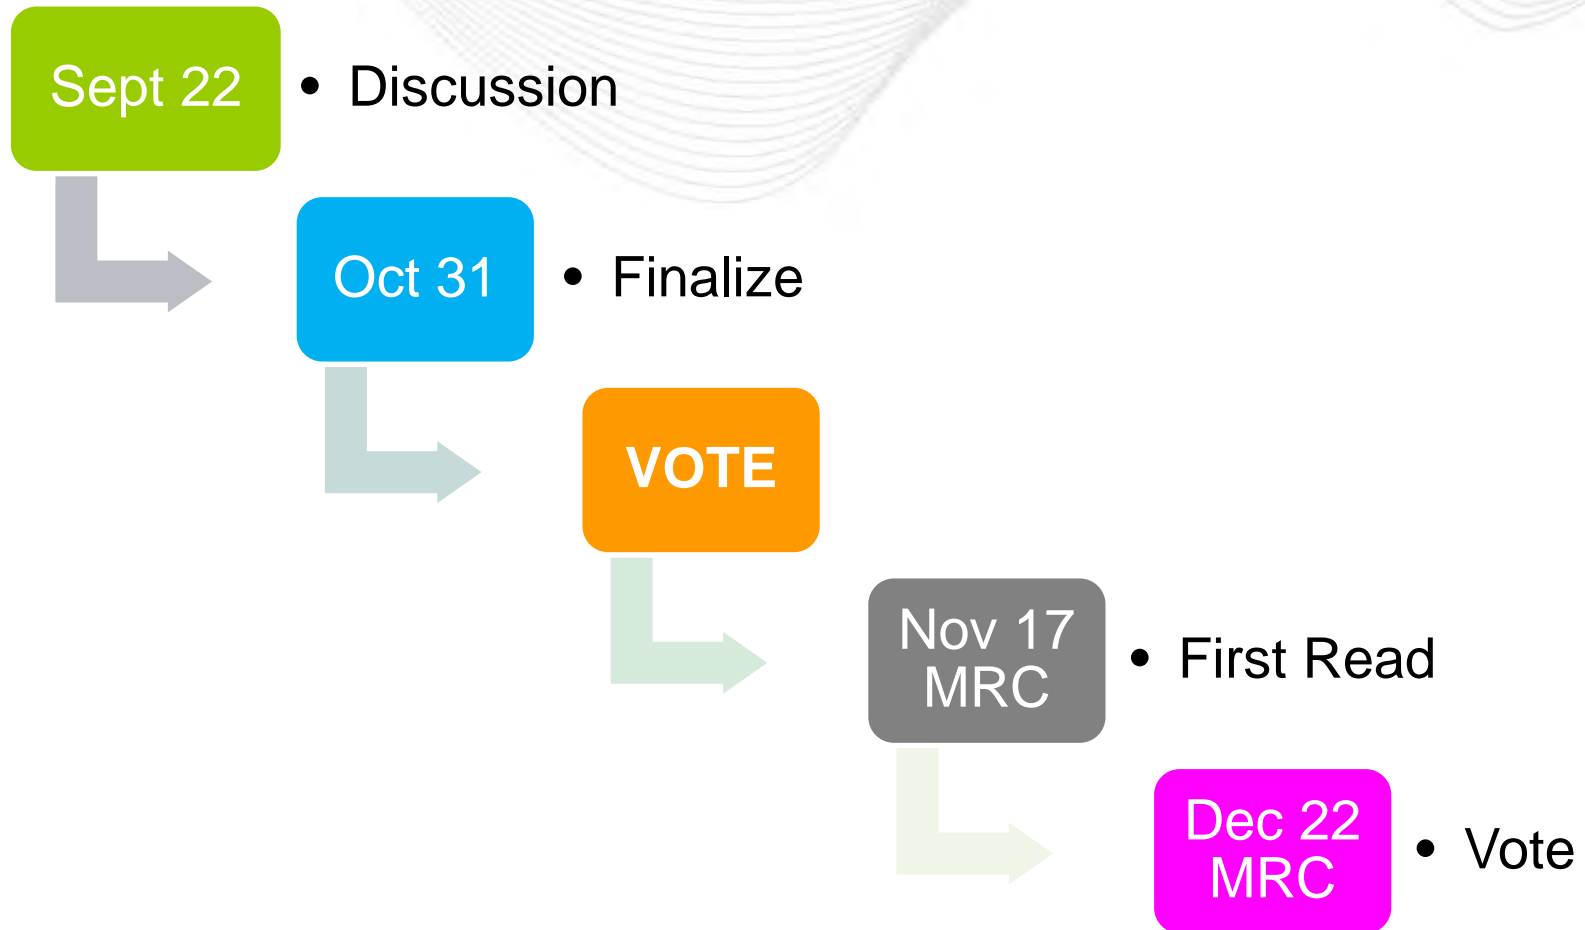 Sept 22
• Discussion
Oct 31
• Finalize
VOTE
Nov 17
MRC
• First Read
Dec 22
MRC
• Vote